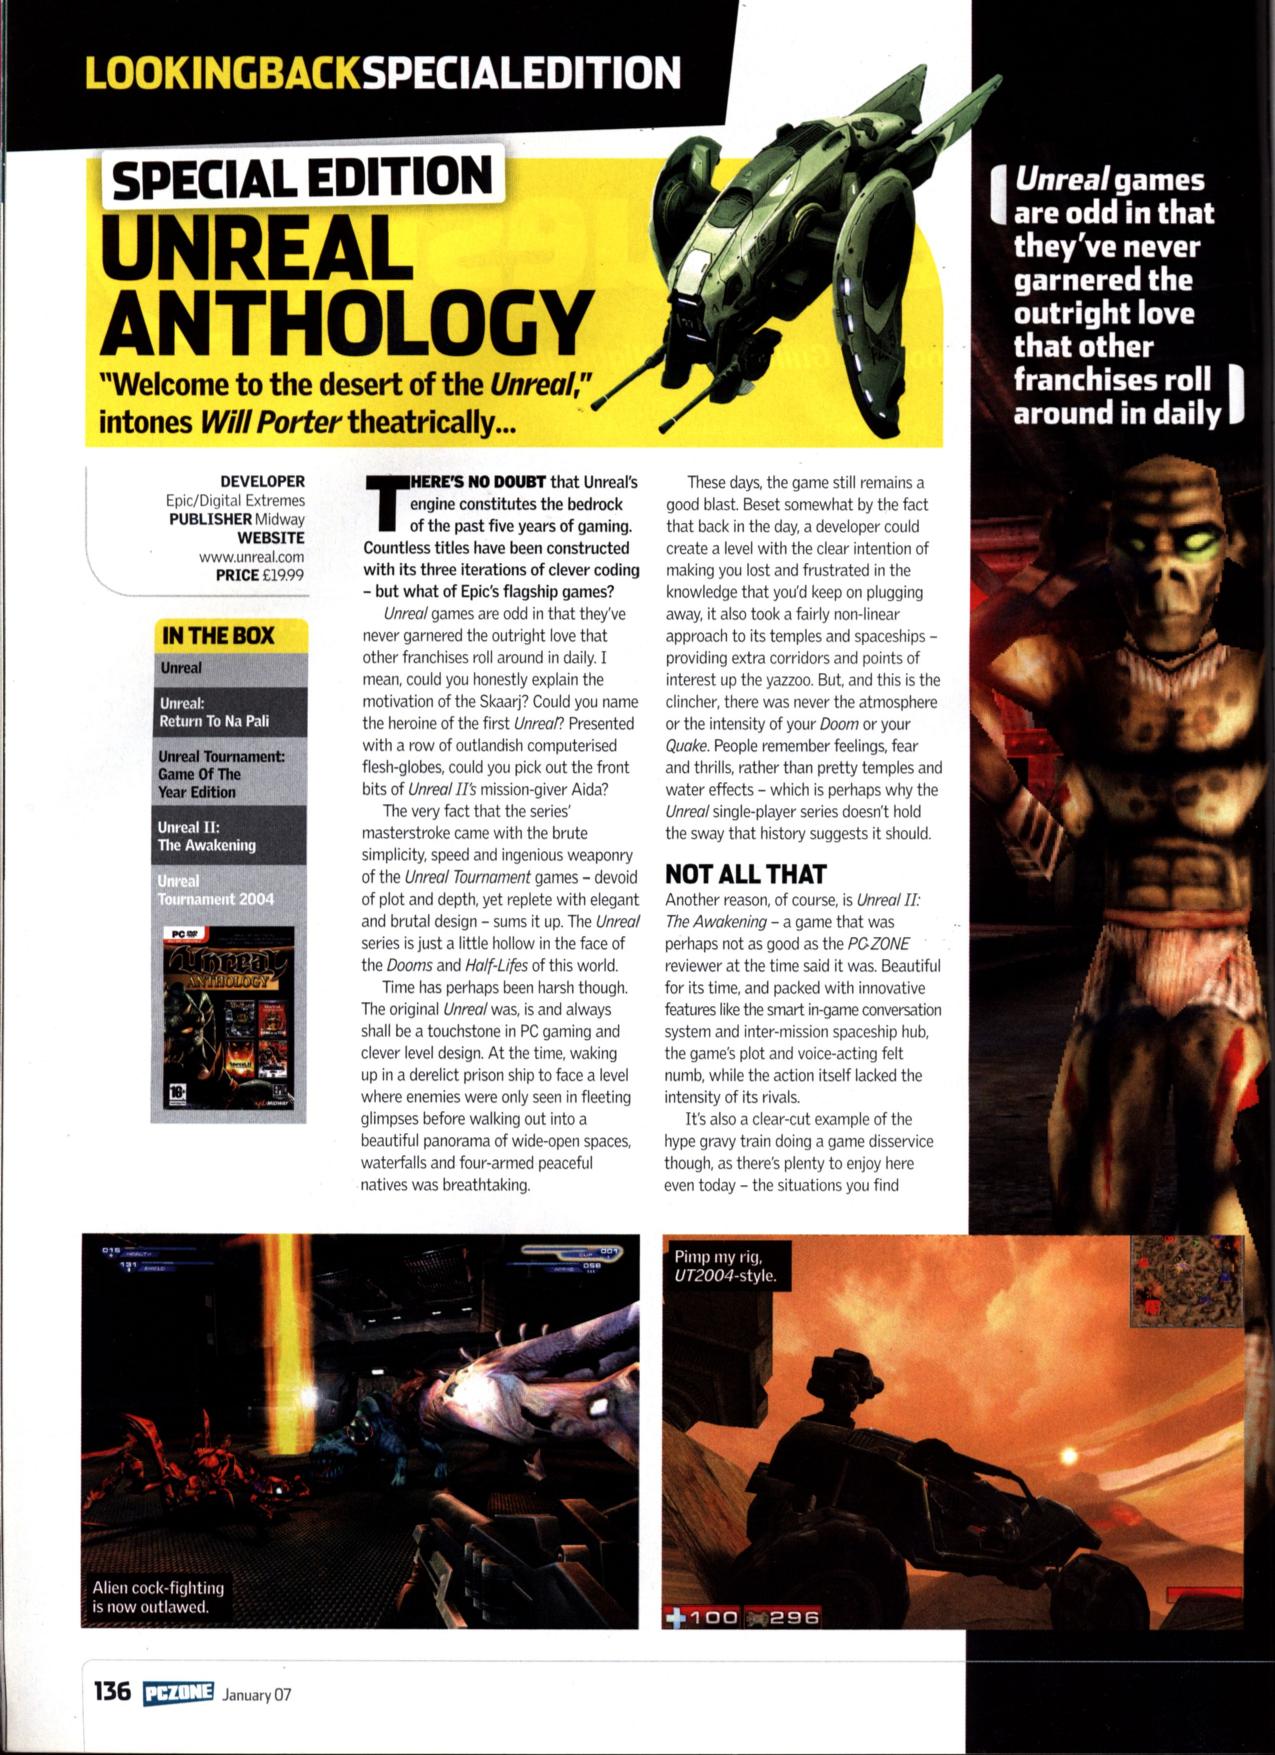 LOOKINGBACKSPECIALEDITION
SPECIAL EDITION
UNREAL
ANTHOLOGY
"Welcome to the desert of the Unreal,"
intones Will Porter theatrically...
Unreal games
are odd in that
they've never
garnered the
outright love
that other
franchises roll
around in daily
DEVELOPER
Epic/Digital Extremes
PUBLISHER Midway
WEBSITE
www.unreal.com
PRICE £19.99
IN THE BOX
Unreal
Unreal:
Return To Na Pali
Unreal Tournament:
Game Of The
Year Edition
Unreal II:
The Awakening
Unreal
Tournament 2004
PC DVD
Unreal
ANTHOLOGY
16+
MIDWAY
THERE'S NO DOUBT that Unreal's
engine constitutes the bedrock
of the past five years of gaming.
Countless titles have been constructed
with its three iterations of clever coding
– but what of Epic's flagship games?
Unreal games are odd in that they've
never garnered the outright love that
other franchises roll around in daily. I
mean, could you honestly explain the
motivation of the Skaarj? Could you name
the heroine of the first Unreal? Presented
with a row of outlandish computerised
flesh-globes, could you pick out the front
bits of Unreal II's mission-giver Aida?
The very fact that the series'
masterstroke came with the brute
simplicity, speed and ingenious weaponry
of the Unreal Tournament games – devoid
of plot and depth, yet replete with elegant
and brutal design – sums it up. The Unreal
series is just a little hollow in the face of
the Dooms and Half-Lifes of this world.
Time has perhaps been harsh though.
The original Unreal was, is and always
shall be a touchstone in PC gaming and
clever level design. At the time, waking
up in a derelict prison ship to face a level
where enemies were only seen in fleeting
glimpses before walking out into a
beautiful panorama of wide-open spaces,
waterfalls and four-armed peaceful
natives was breathtaking.
These days, the game still remains a
good blast. Beset somewhat by the fact
that back in the day, a developer could
create a level with the clear intention of
making you lost and frustrated in the
knowledge that you'd keep on plugging
away, it also took a fairly non-linear
approach to its temples and spaceships –
providing extra corridors and points of
interest up the yazzoo. But, and this is the
clincher, there was never the atmosphere
or the intensity of your Doom or your
Quake. People remember feelings, fear
and thrills, rather than pretty temples and
water effects – which is perhaps why the
Unreal single-player series doesn't hold
the sway that history suggests it should.
NOT ALL THAT
Another reason, of course, is Unreal II:
The Awakening – a game that was
perhaps not as good as the PC ZONE
reviewer at the time said it was. Beautiful
for its time, and packed with innovative
features like the smart in-game conversation
system and inter-mission spaceship hub,
the game's plot and voice-acting felt
numb, while the action itself lacked the
intensity of its rivals.
It's also a clear-cut example of the
hype gravy train doing a game disservice
though, as there's plenty to enjoy here
even today – the situations you find
016
HEALTH
131
SHIELD
CLIP
001
058
Alien cock-fighting
is now outlawed.
Pimp my rig,
UT2004-style.
100
296
136 PCZONE January 07